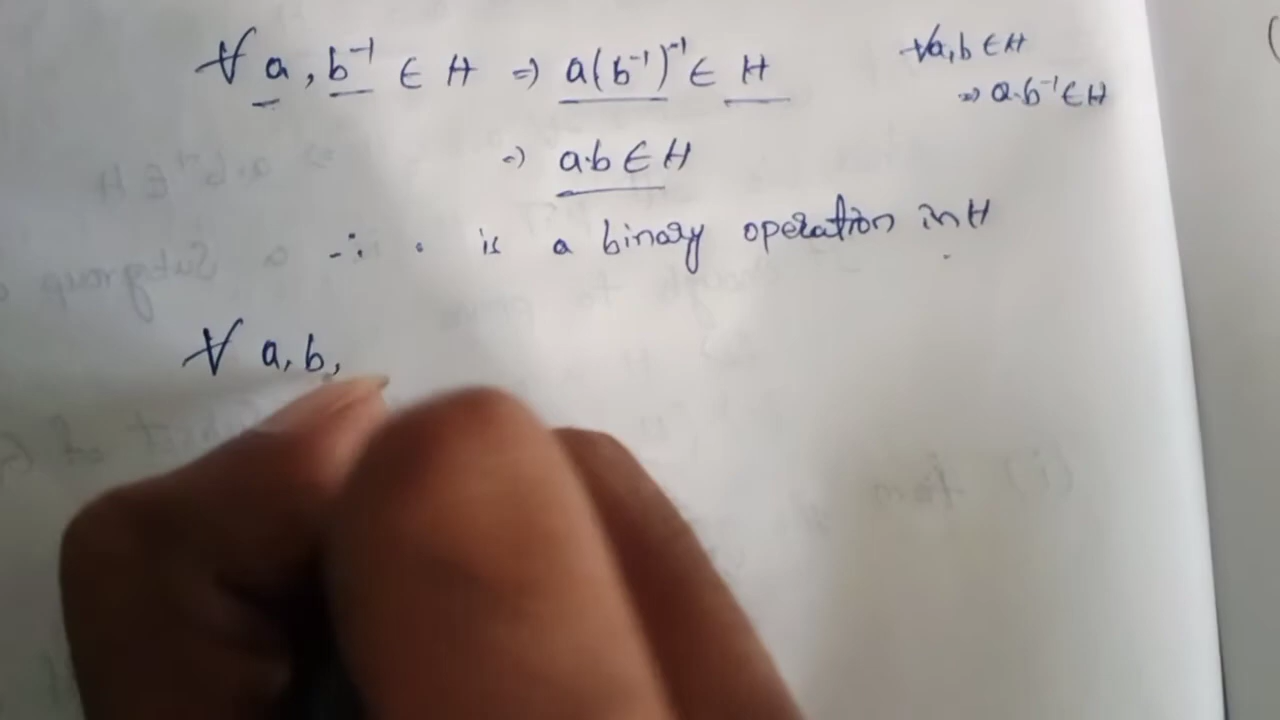 ∀ a, b⁻¹ ∈ H ⇒ a(b⁻¹)⁻¹ ∈ H
∀a,b ∈ H
⇒ a·b⁻¹ ∈ H
⇒ a·b ∈ H
∴ · is a binary operation in H
∀ a, b,